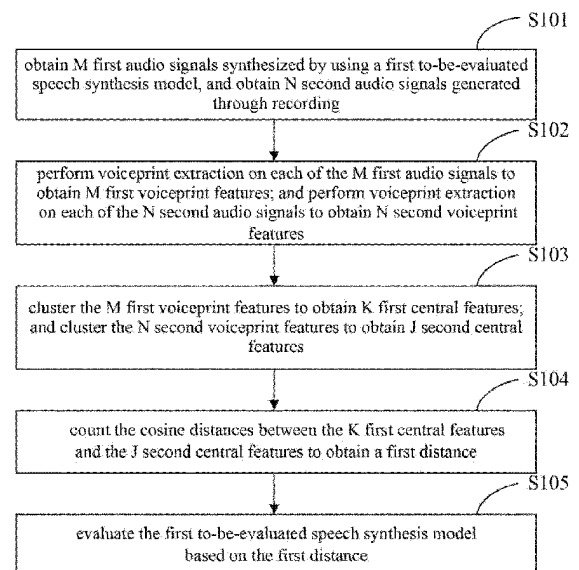 S101
obtain M first audio signals synthesized by using a first to-be-evaluated
speech synthesis model, and obtain N second audio signals generated
through recording
S102
perform voiceprint extraction on each of the M first audio signals to
obtain M first voiceprint features; and perform voiceprint extraction
on each of the N second audio signals to obtain N second voiceprint
features
S103
cluster the M first voiceprint features to obtain K first central features;
and cluster the N second voiceprint features to obtain J second central
features
S104
count the cosine distances between the K first central features
and the J second central features to obtain a first distance
S105
evaluate the first to-be-evaluated speech synthesis model
based on the first distance